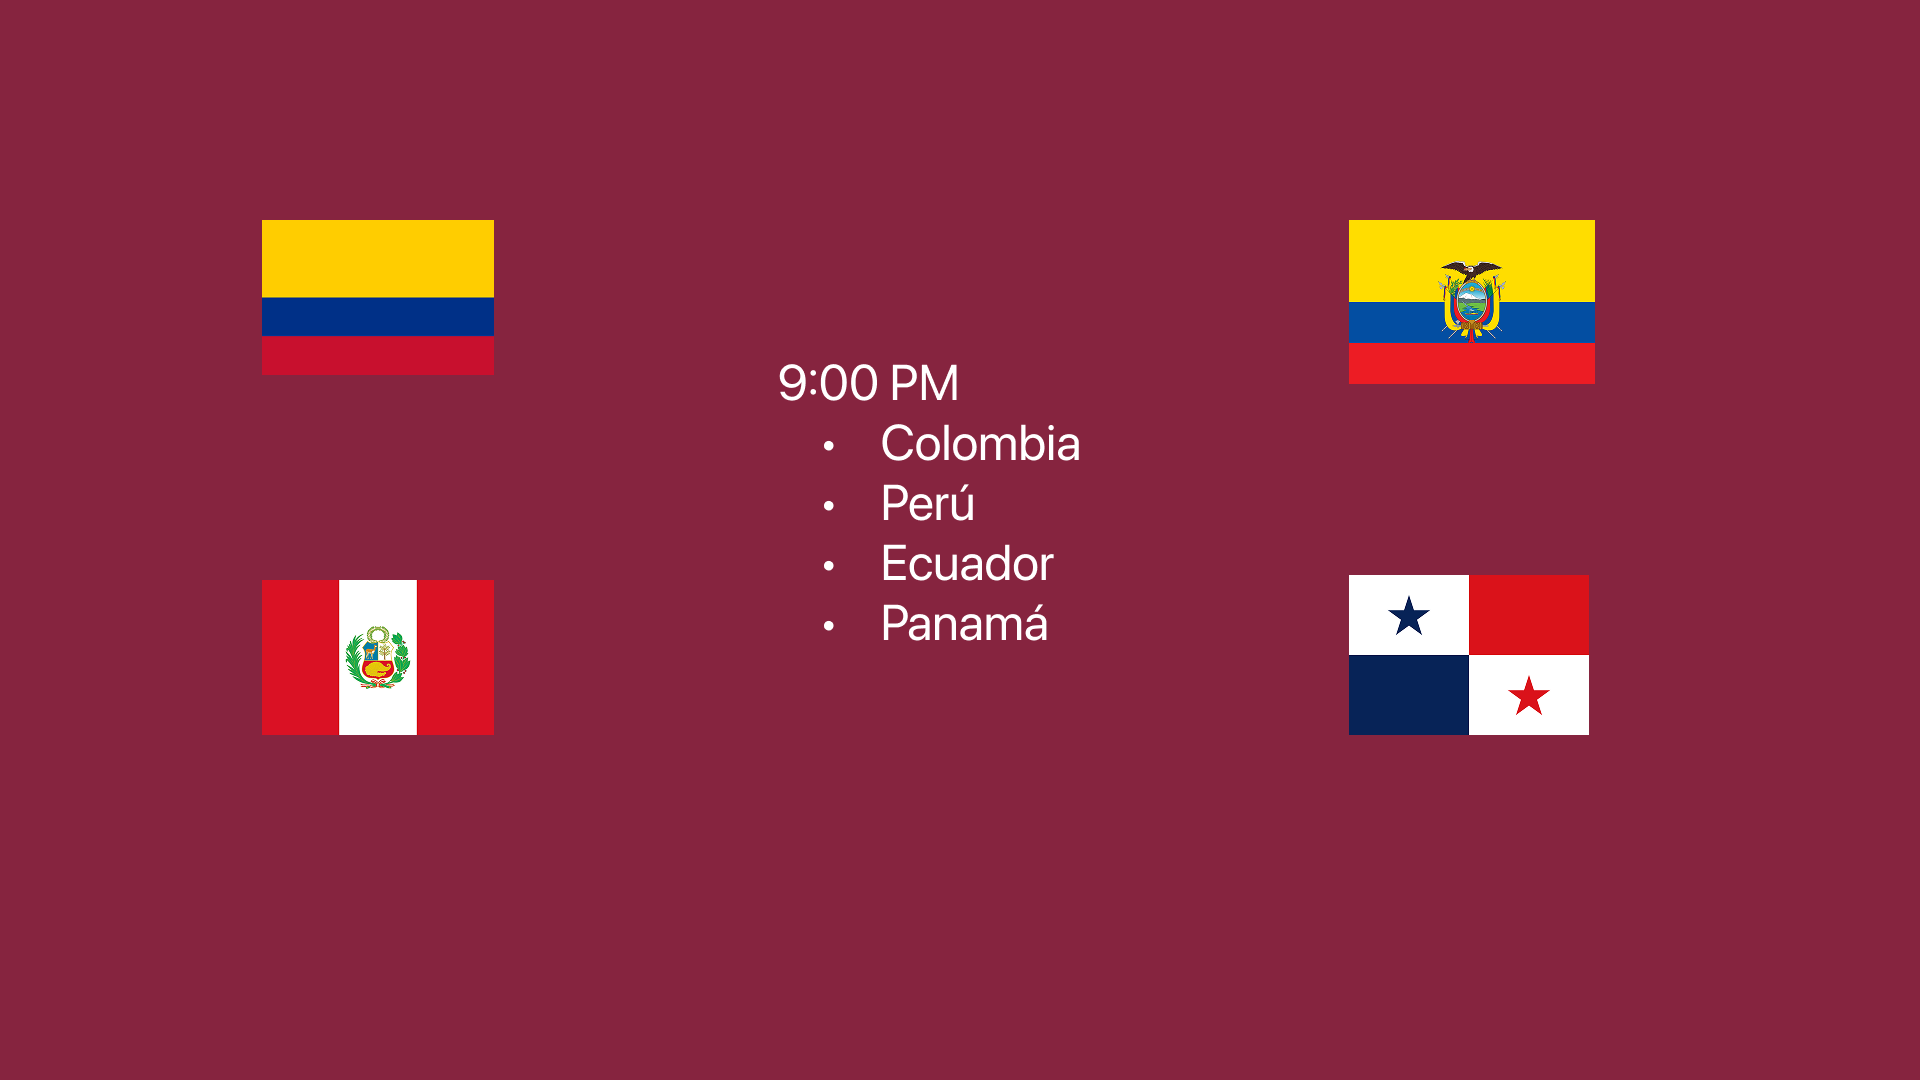 9:00 PM
• Colombia
• Perú
• Ecuador
• Panamá